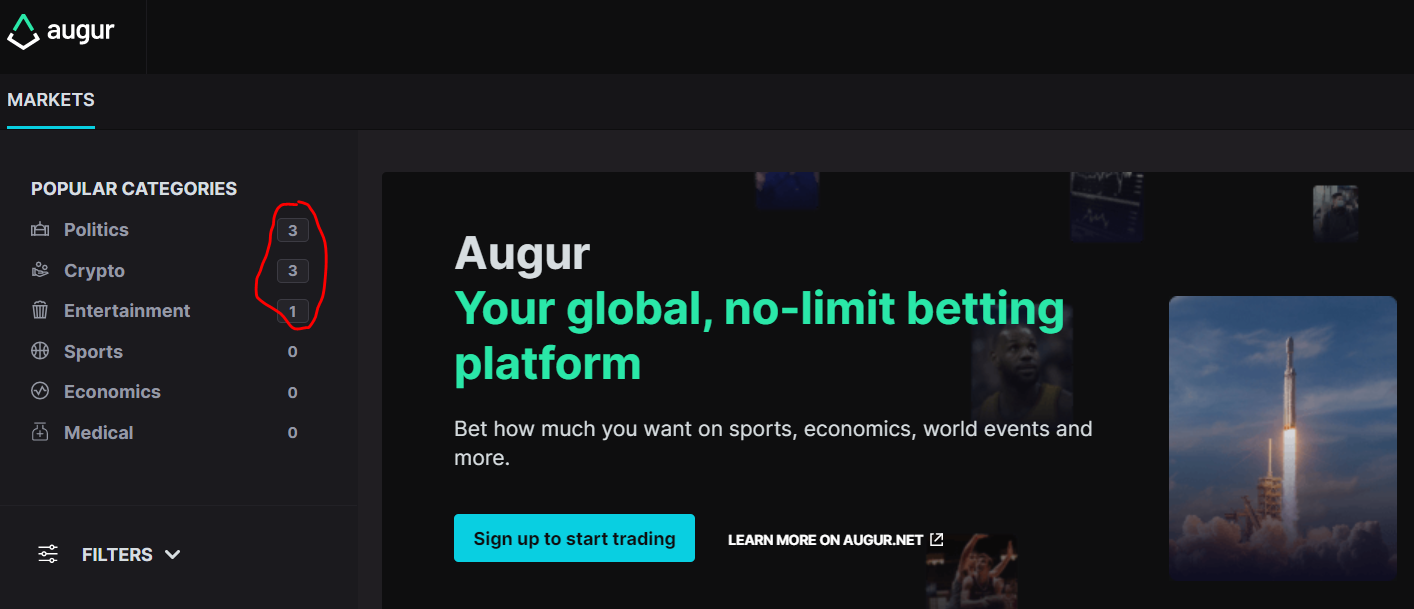 augur
MARKETS
POPULAR CATEGORIES
Politics 3
Crypto 3
Entertainment 1
Sports 0
Economics 0
Medical 0
FILTERS
Augur
Your global, no-limit betting
platform
Bet how much you want on sports, economics, world events and
more.
Sign up to start trading
LEARN MORE ON AUGUR.NET